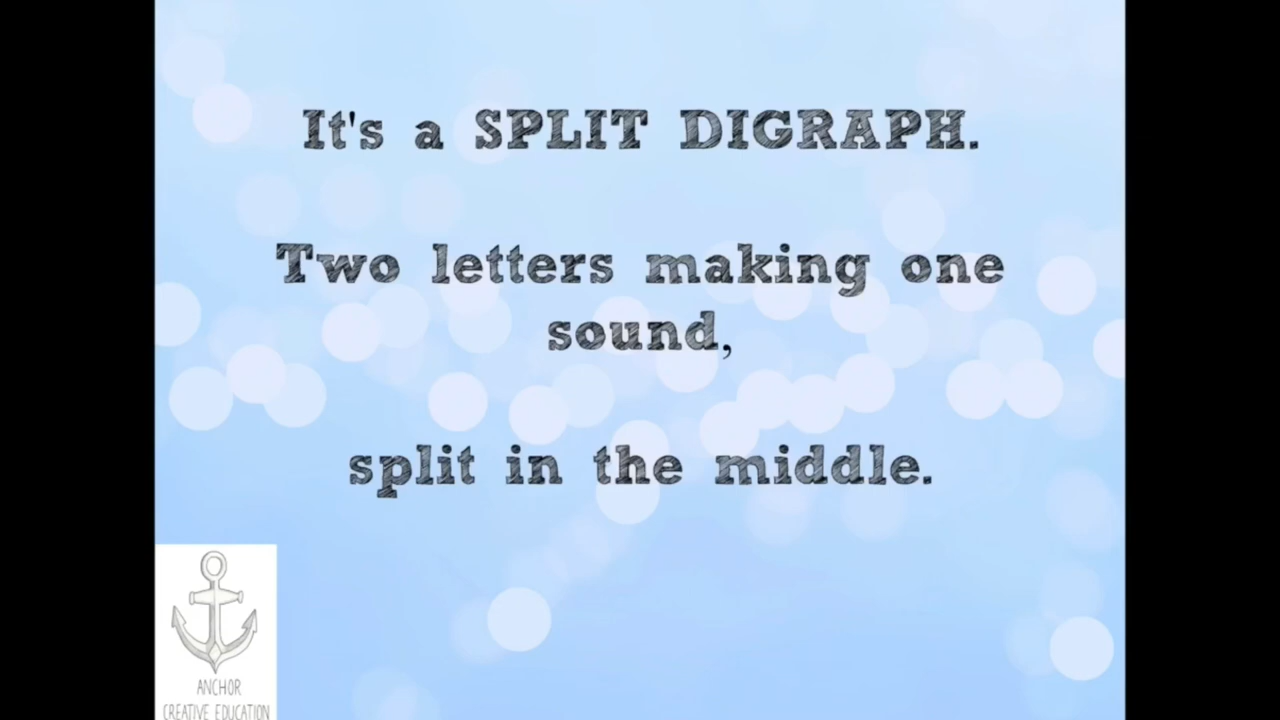 It's a SPLIT DIGRAPH.
Two letters making one
sound,
split in the middle.
ANCHOR
CREATIVE EDUCATION